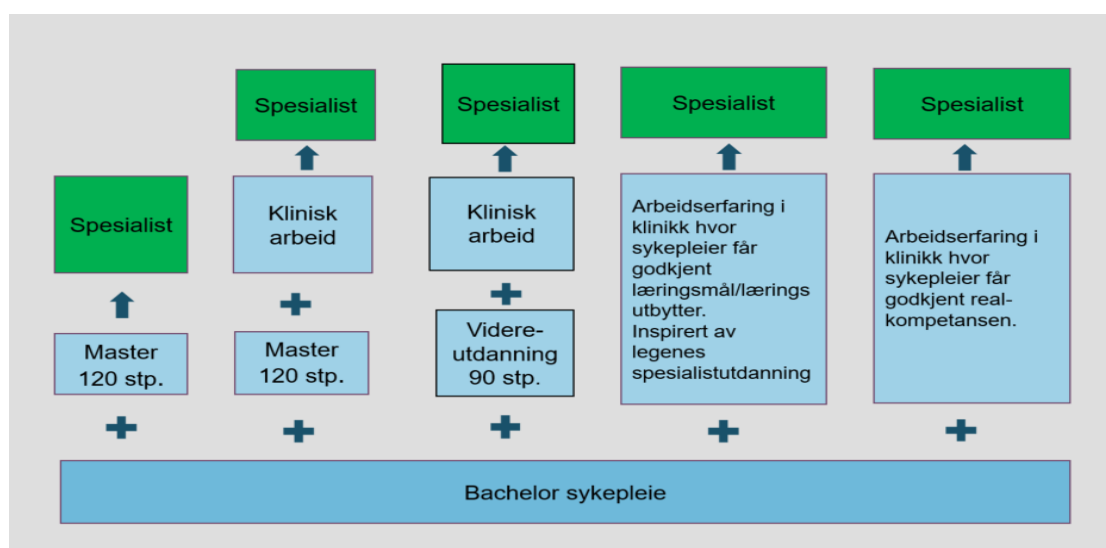 Spesialist
Master
120 stp.
Spesialist
Klinisk
arbeid
Master
120 stp.
Spesialist
Klinisk
arbeid
Videre-
utdanning
90 stp.
Spesialist
Arbeidserfaring i
klinikk hvor
sykepleier får
godkjent
læringsmål/lærings
utbytter.
Inspirert av
legenes
spesialistutdanning
Spesialist
Arbeidserfaring i
klinikk hvor
sykepleier får
godkjent real-
kompetansen.
Bachelor sykepleie